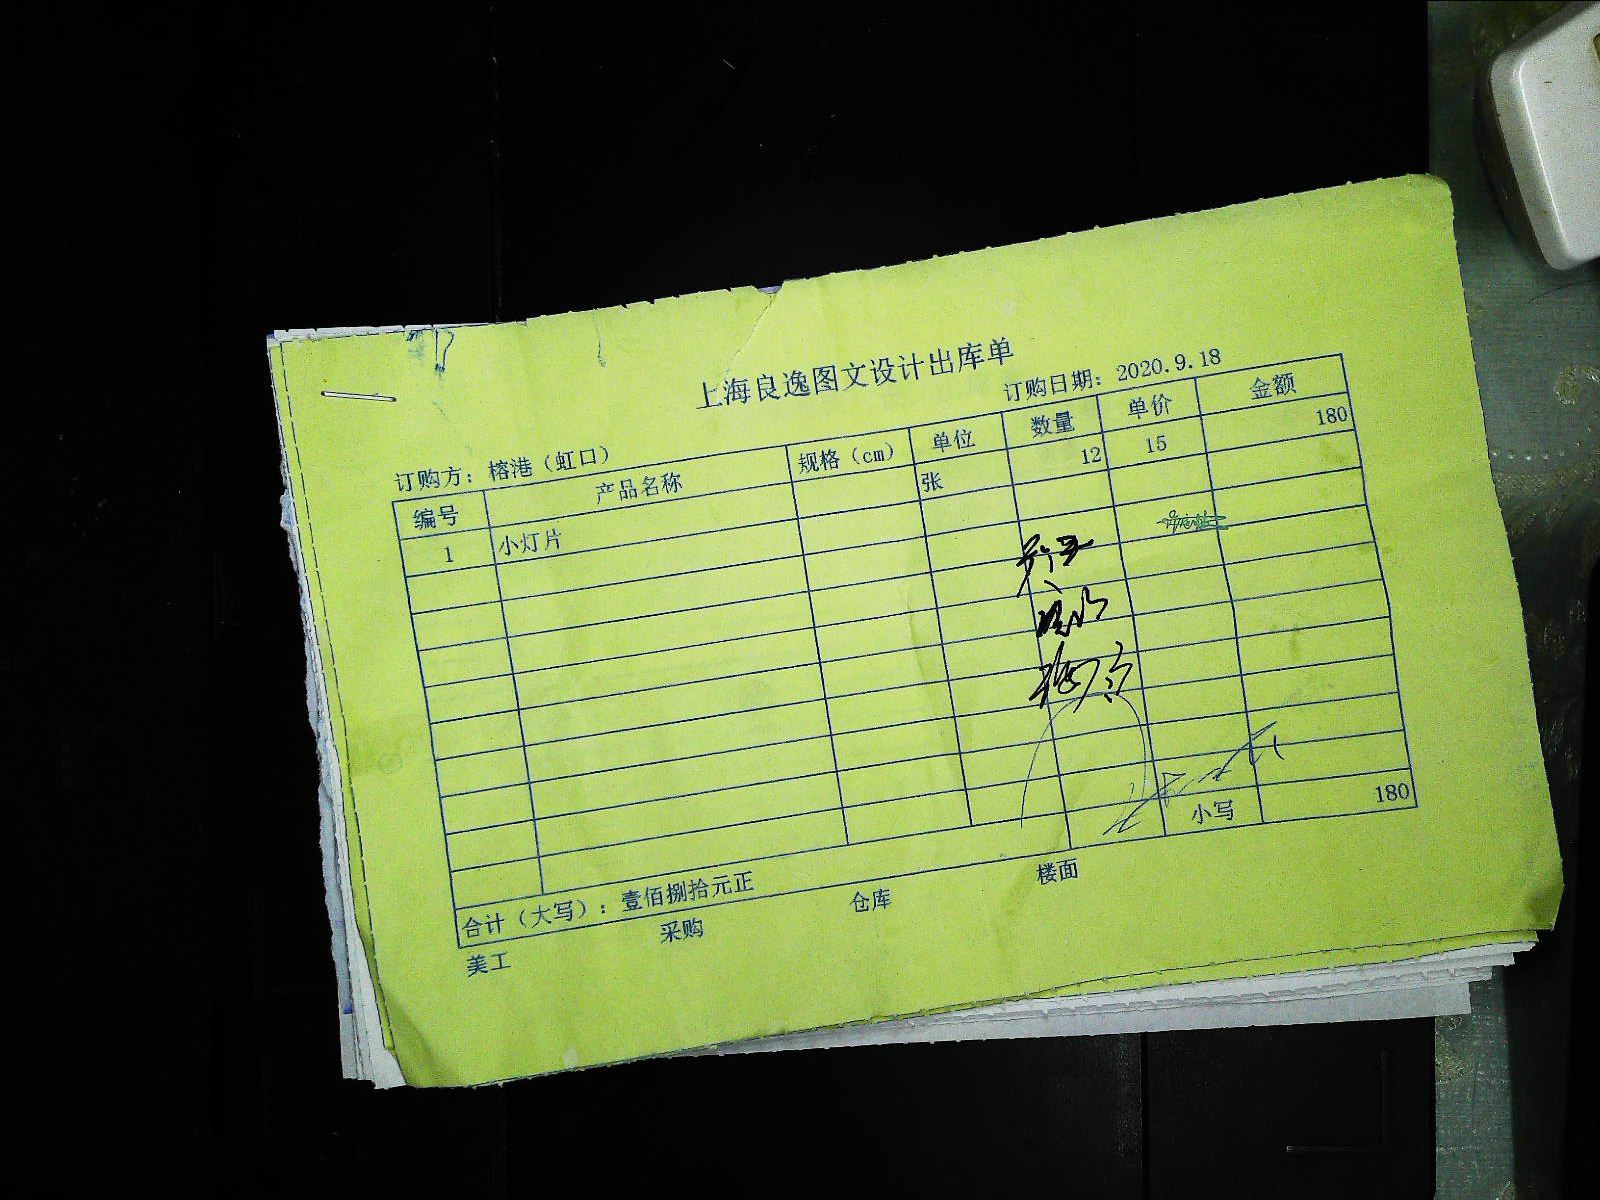 上海良逸图文设计出库单
订购方：榕港（虹口） 订购日期：2020.9.18
编号 产品名称 规格（cm） 单位 数量 单价 金额
1 小灯片 张 12 15 180
合计（大写）：壹佰捌拾元正 小写 180
美工 采购 仓库 楼面